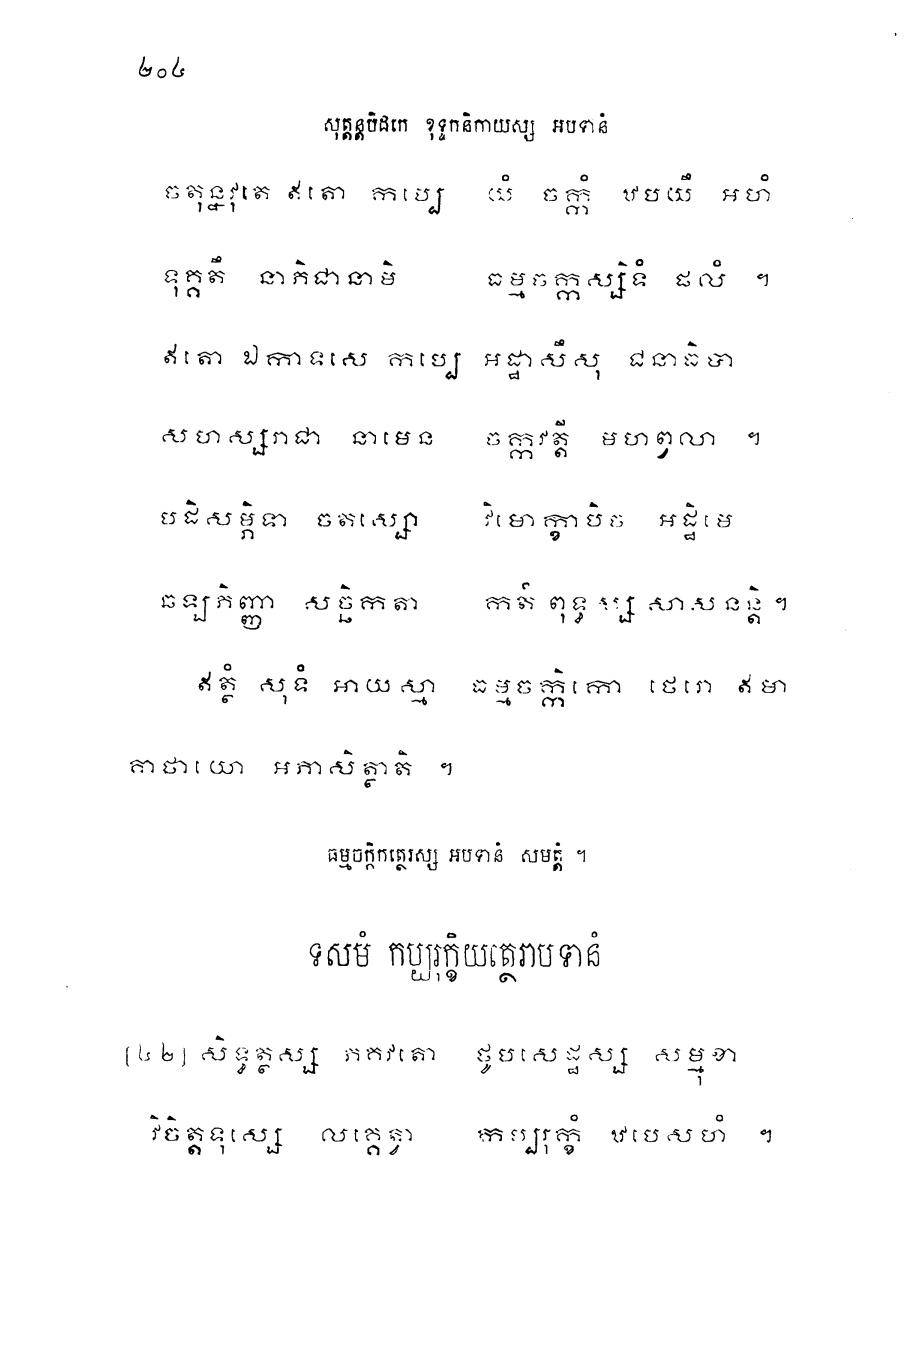 ២០៤
សុត្តន្តបិដកេ ខុទ្ទកនិកាយស្ស អបទានំ
ចតុន្នវុតេ ឥតោ កប្បេ យំ ចក្កំ ឋបយឹ អហំ
ទុគ្គតឹ នាភិជានាមិ ធម្មចក្កស្សិទំ ផលំ ។
ឥតោ ឯកាទសេ កប្បេ អដ្ឋាសឹសុ ជនាធិបា
សហស្សរាជា នាមេន ចក្កវត្តី មហព្វលា ។
បដិសម្ភិទា ចតស្សោ វិមោក្ខាបិច អដ្ឋិមេ
ឆឡភិញ្ញា សច្ឆិកតា កតំ ពុទ្ធស្ស សាសនន្តិ ។
ឥត្ថំ សុទំ អាយស្មា ធម្មចក្កិកោ ថេរោ ឥមា
គាថាយោ អភាសិត្ថាតិ ។
ធម្មចក្កិកត្ថេរស្ស អបទានំ សមត្តំ ។
ទសមំ កប្បរុក្ខិយត្ថេរាបទានំ
[៤២] សិទ្ធត្ថស្ស ភគវតោ ថូបសេដ្ឋស្ស សម្មុខា
វិចិត្តទុស្សេ លគ្គេត្វា កប្បរុក្ខំ ឋបេសហំ ។